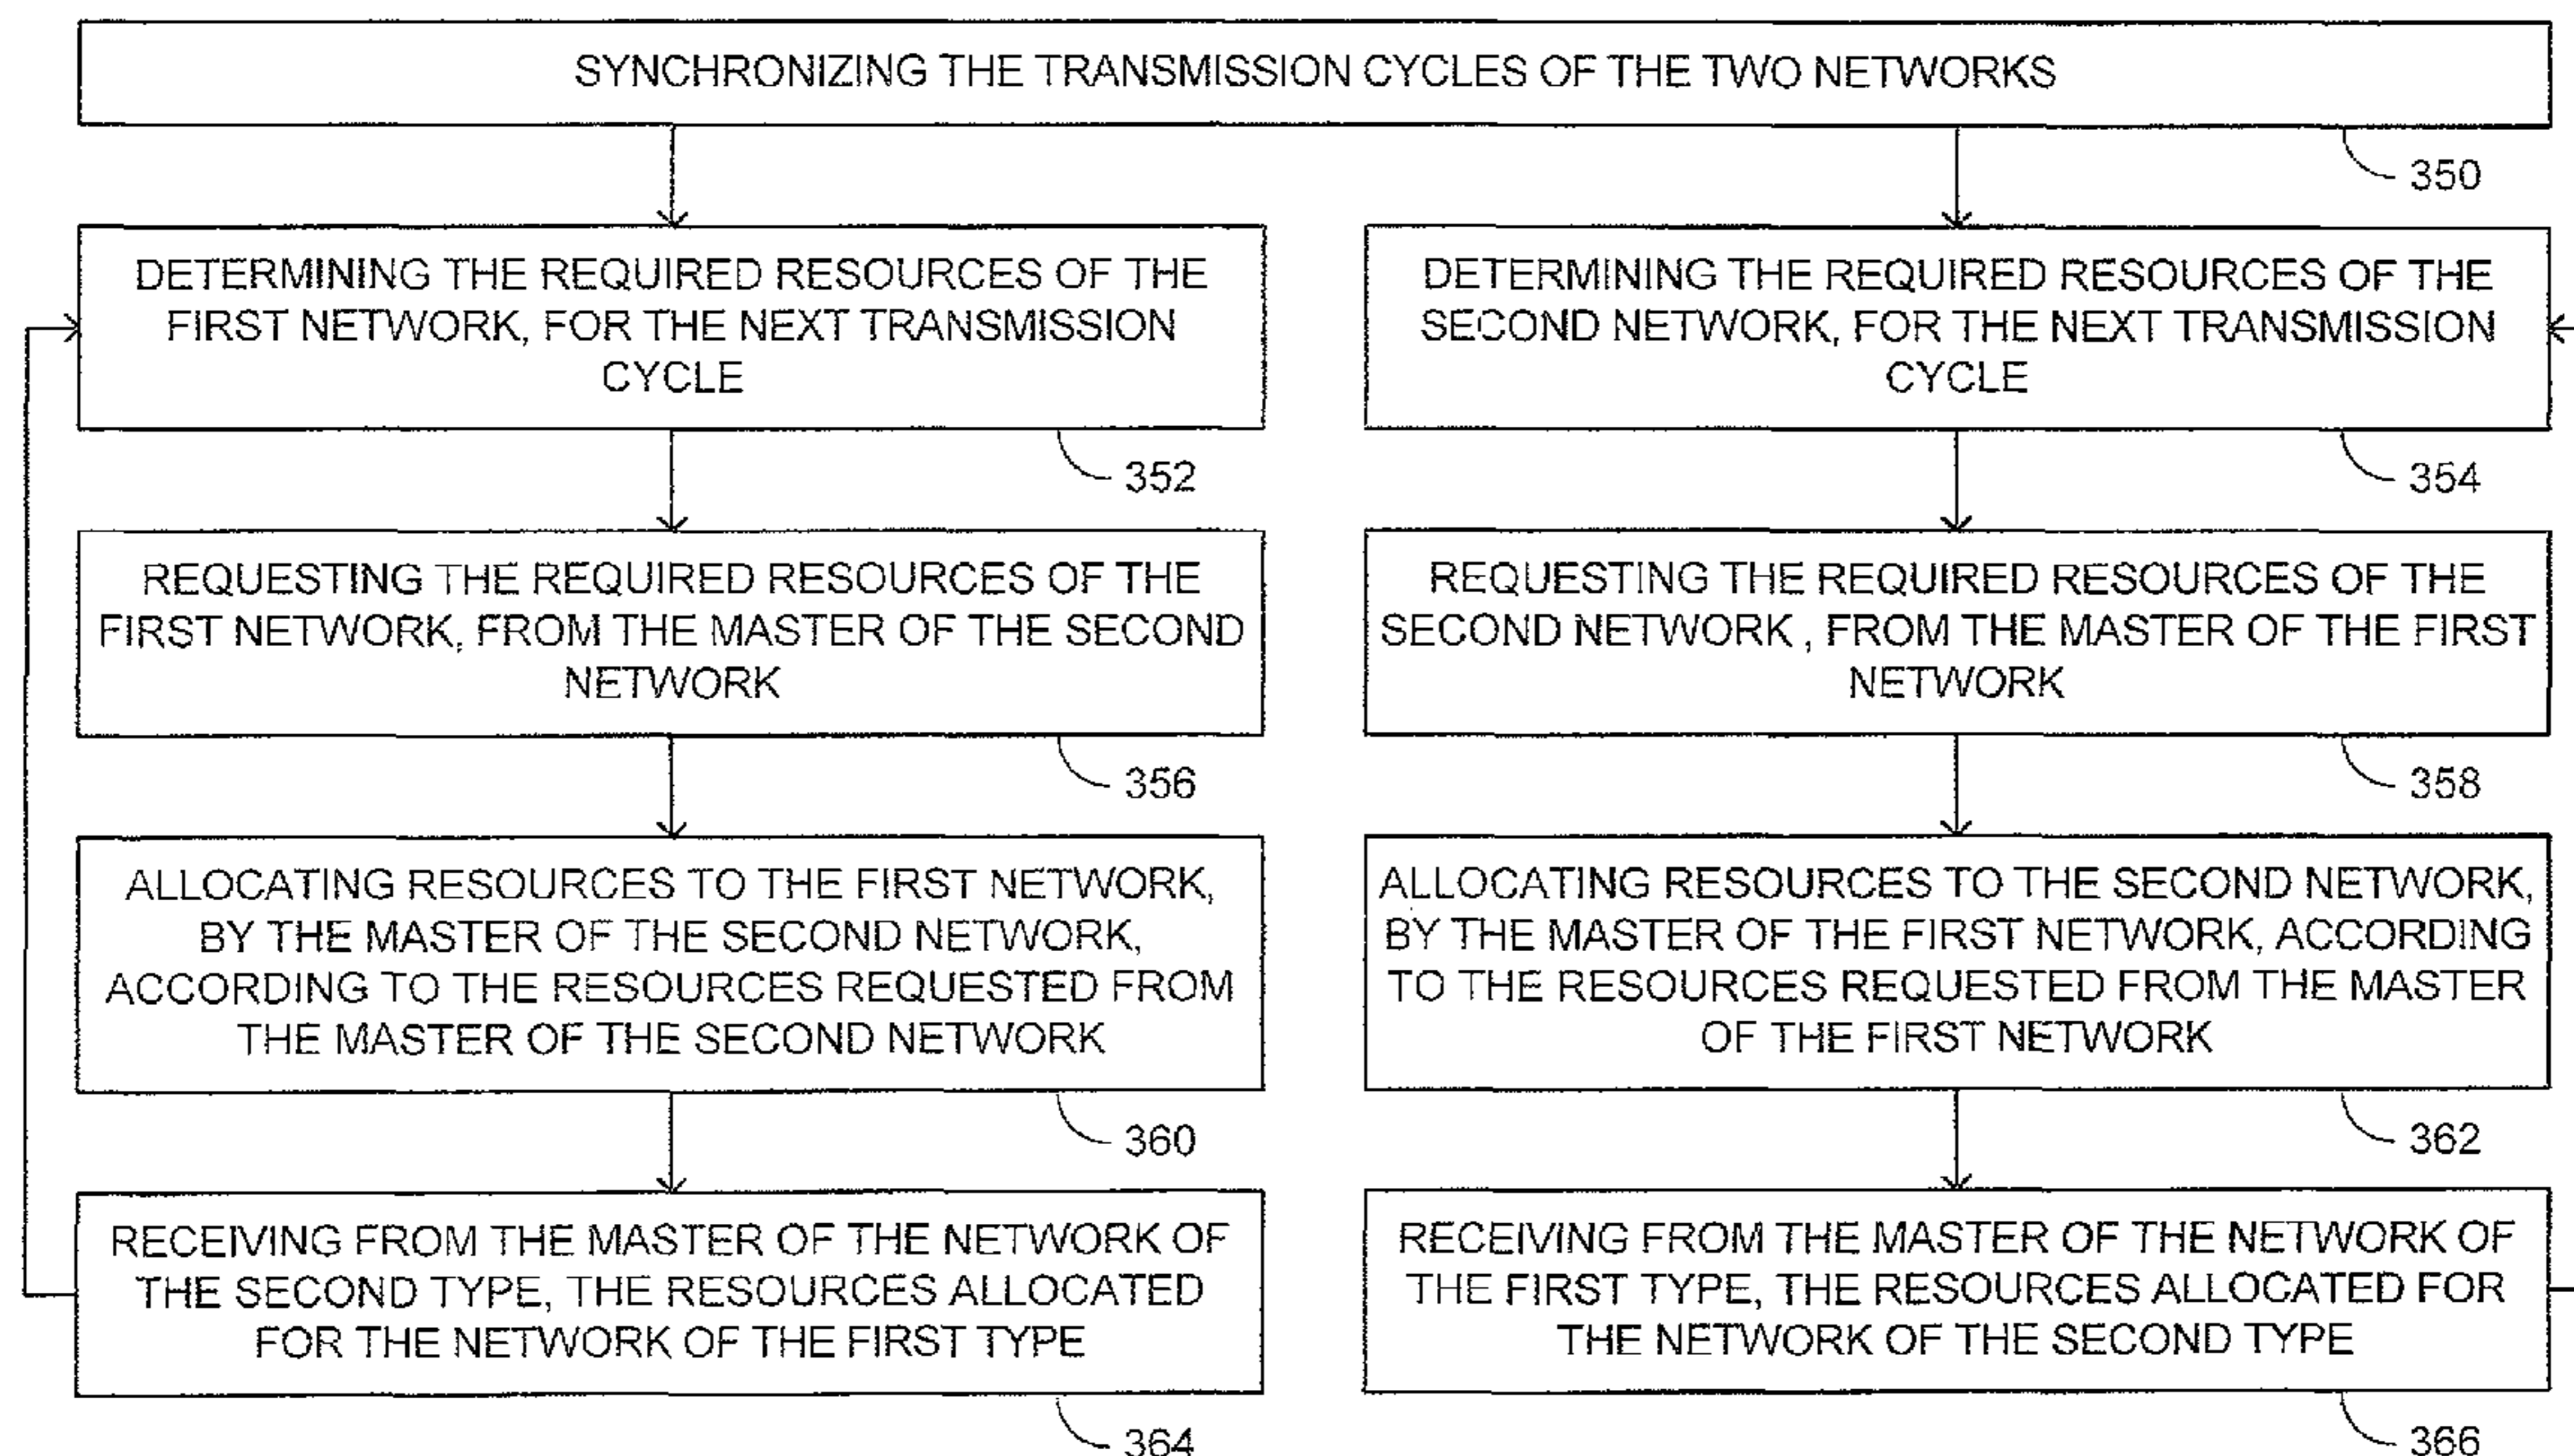 SYNCHRONIZING THE TRANSMISSION CYCLES OF THE TWO NETWORKS
350
DETERMINING THE REQUIRED RESOURCES OF THE
FIRST NETWORK, FOR THE NEXT TRANSMISSION
CYCLE
352
DETERMINING THE REQUIRED RESOURCES OF THE
SECOND NETWORK, FOR THE NEXT TRANSMISSION
CYCLE
354
REQUESTING THE REQUIRED RESOURCES OF THE
FIRST NETWORK, FROM THE MASTER OF THE SECOND
NETWORK
356
REQUESTING THE REQUIRED RESOURCES OF THE
SECOND NETWORK , FROM THE MASTER OF THE FIRST
NETWORK
358
ALLOCATING RESOURCES TO THE FIRST NETWORK,
BY THE MASTER OF THE SECOND NETWORK,
ACCORDING TO THE RESOURCES REQUESTED FROM
THE MASTER OF THE SECOND NETWORK
360
ALLOCATING RESOURCES TO THE SECOND NETWORK,
BY THE MASTER OF THE FIRST NETWORK, ACCORDING
TO THE RESOURCES REQUESTED FROM THE MASTER
OF THE FIRST NETWORK
362
RECEIVING FROM THE MASTER OF THE NETWORK OF
THE SECOND TYPE, THE RESOURCES ALLOCATED
FOR THE NETWORK OF THE FIRST TYPE
364
RECEIVING FROM THE MASTER OF THE NETWORK OF
THE FIRST TYPE, THE RESOURCES ALLOCATED FOR
THE NETWORK OF THE SECOND TYPE
366